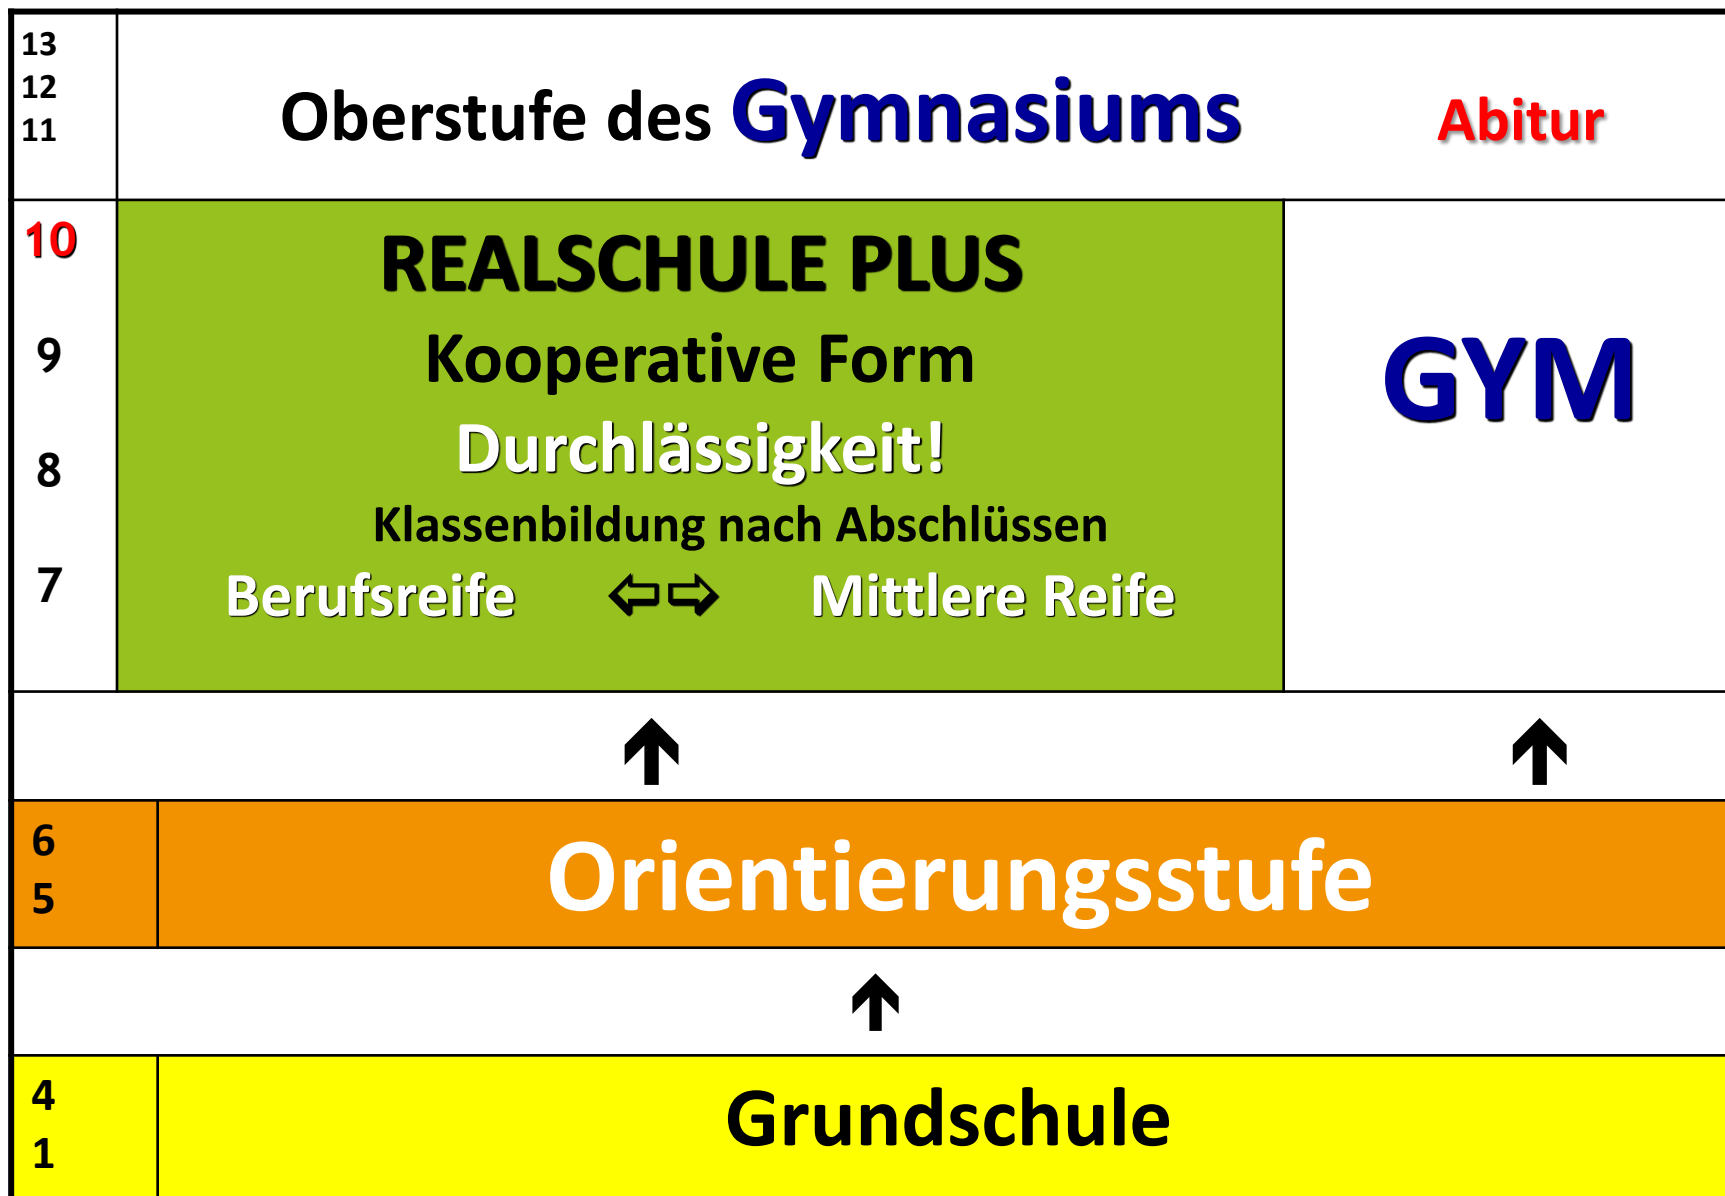 13
12
11
Oberstufe des Gymnasiums Abitur
10
9
8
7
REALSCHULE PLUS
Kooperative Form
Durchlässigkeit!
Klassenbildung nach Abschlüssen
Berufsreife Mittlere Reife
GYM
6
5
Orientierungsstufe
4
1
Grundschule